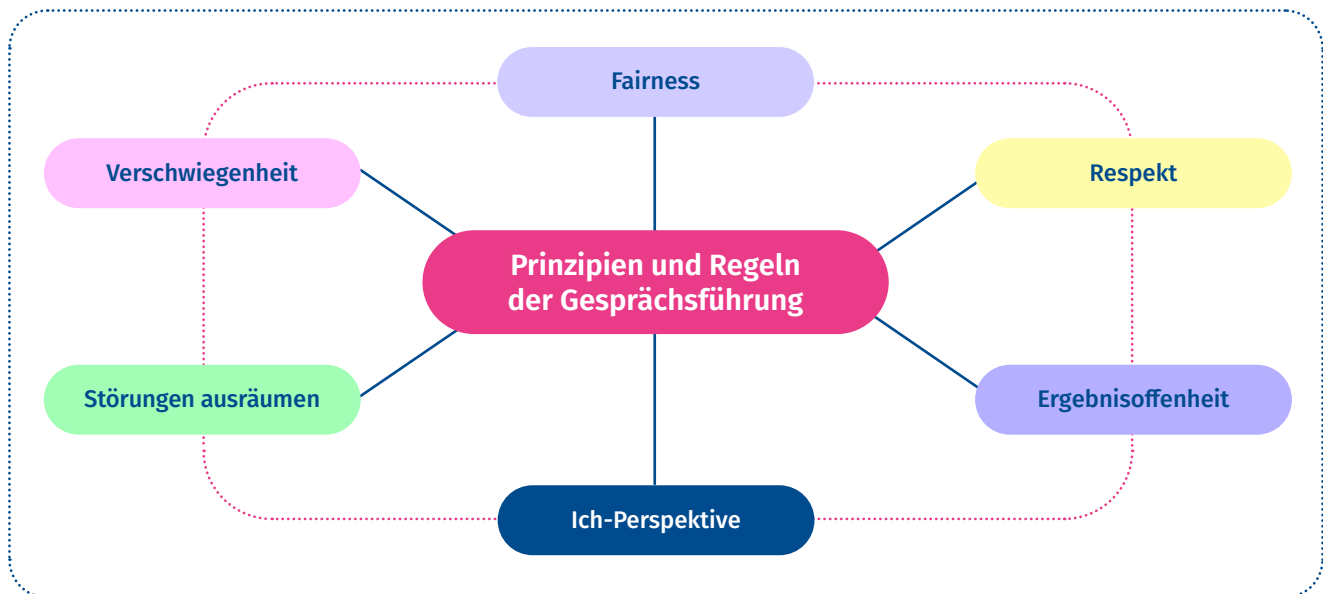 Fairness
Verschwiegenheit
Respekt
Prinzipien und Regeln
der Gesprächsführung
Störungen ausräumen
Ergebnisoffenheit
Ich-Perspektive